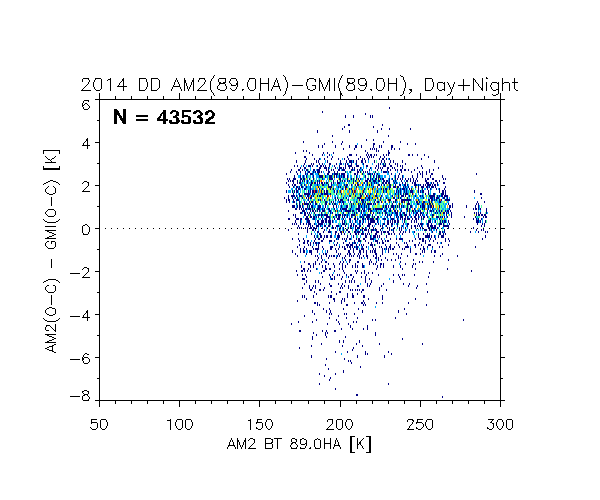 2014 DD AM2(89.0HA)−GMI(89.0H), Day+Night
N = 43532
6
4
2
0
−2
−4
−6
−8
AM2(O−C) − GMI(O−C) [K]
50 100 150 200 250 300
AM2 BT 89.0HA [K]